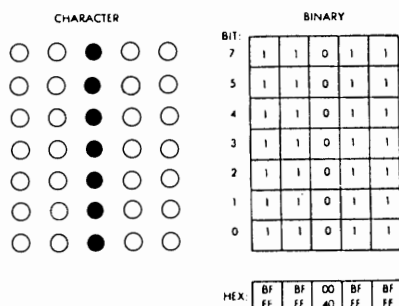 CHARACTER BINARY
BIT:
7 1 1 0 1 1
5 1 1 0 1 1
4 1 1 0 1 1
3 1 1 0 1 1
2 1 1 0 1 1
1 1 1 0 1 1
0 1 1 0 1 1
HEX: BF BF 00 BF BF
FF FF 40 FF FF